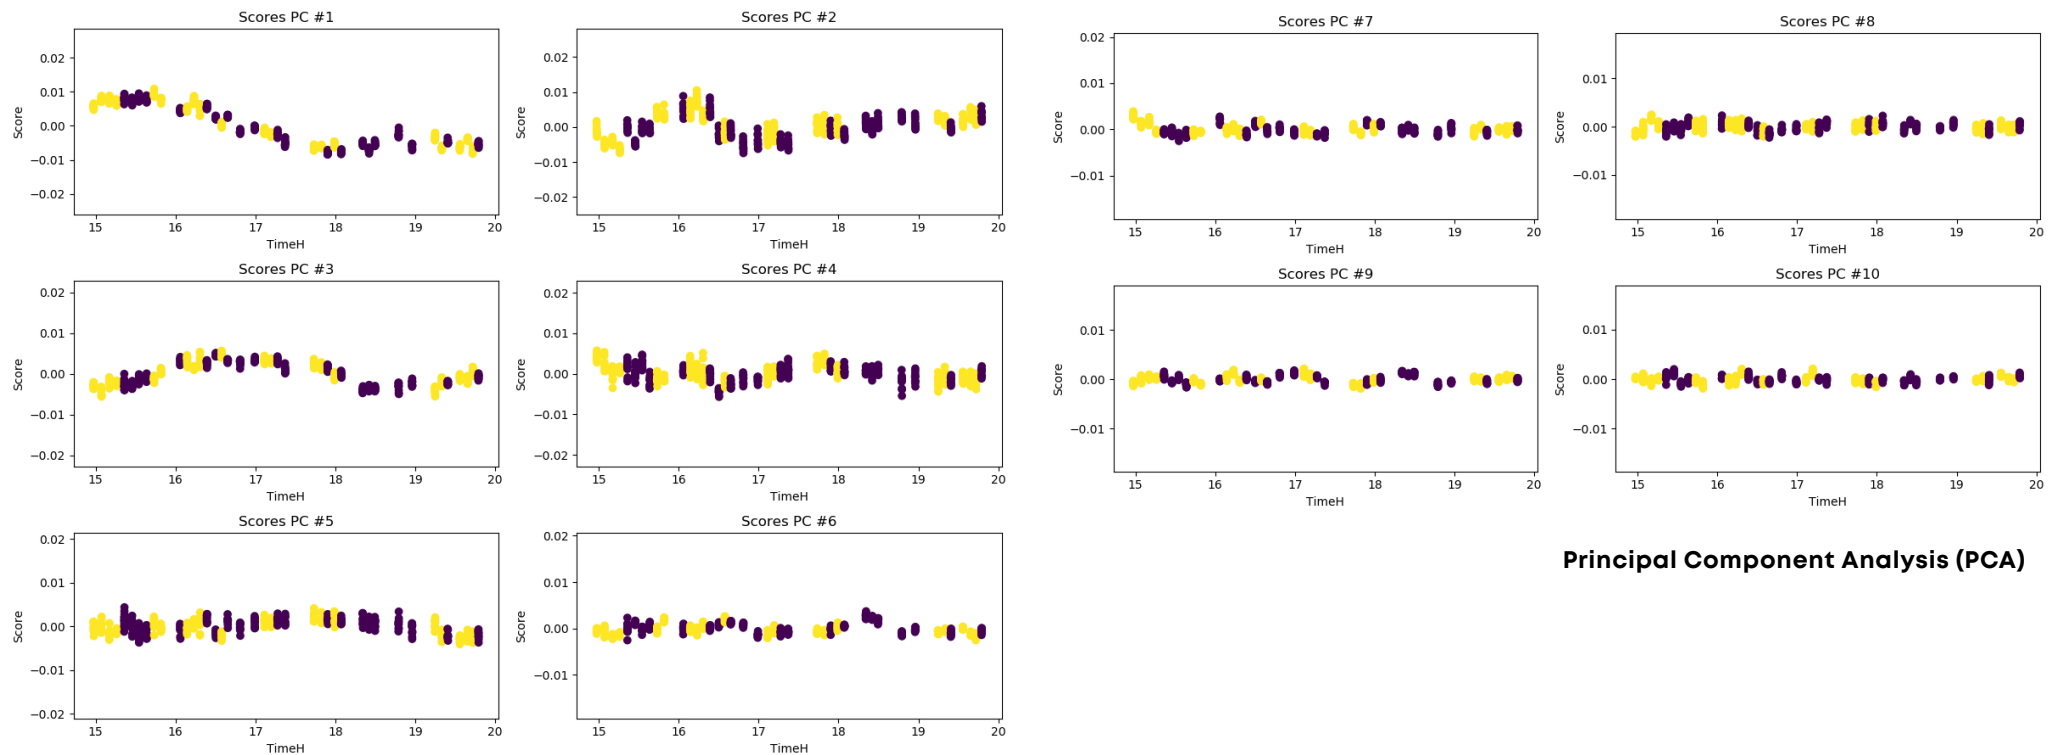 Scores PC #1
0.02
0.01
0.00
−0.01
−0.02
Score
15 16 17 18 19 20
TimeH
Scores PC #2
0.02
0.01
0.00
−0.01
−0.02
Score
15 16 17 18 19 20
TimeH
Scores PC #3
0.02
0.01
0.00
−0.01
−0.02
Score
15 16 17 18 19 20
TimeH
Scores PC #4
0.02
0.01
0.00
−0.01
−0.02
Score
15 16 17 18 19 20
TimeH
Scores PC #5
0.02
0.01
0.00
−0.01
−0.02
Score
15 16 17 18 19 20
TimeH
Scores PC #6
0.02
0.01
0.00
−0.01
Score
15 16 17 18 19 20
TimeH
Scores PC #7
0.02
0.01
0.00
−0.01
Score
15 16 17 18 19 20
TimeH
Scores PC #8
0.01
0.00
−0.01
Score
15 16 17 18 19 20
TimeH
Scores PC #9
0.01
0.00
−0.01
Score
15 16 17 18 19 20
TimeH
Scores PC #10
0.01
0.00
−0.01
Score
15 16 17 18 19 20
TimeH
Principal Component Analysis (PCA)